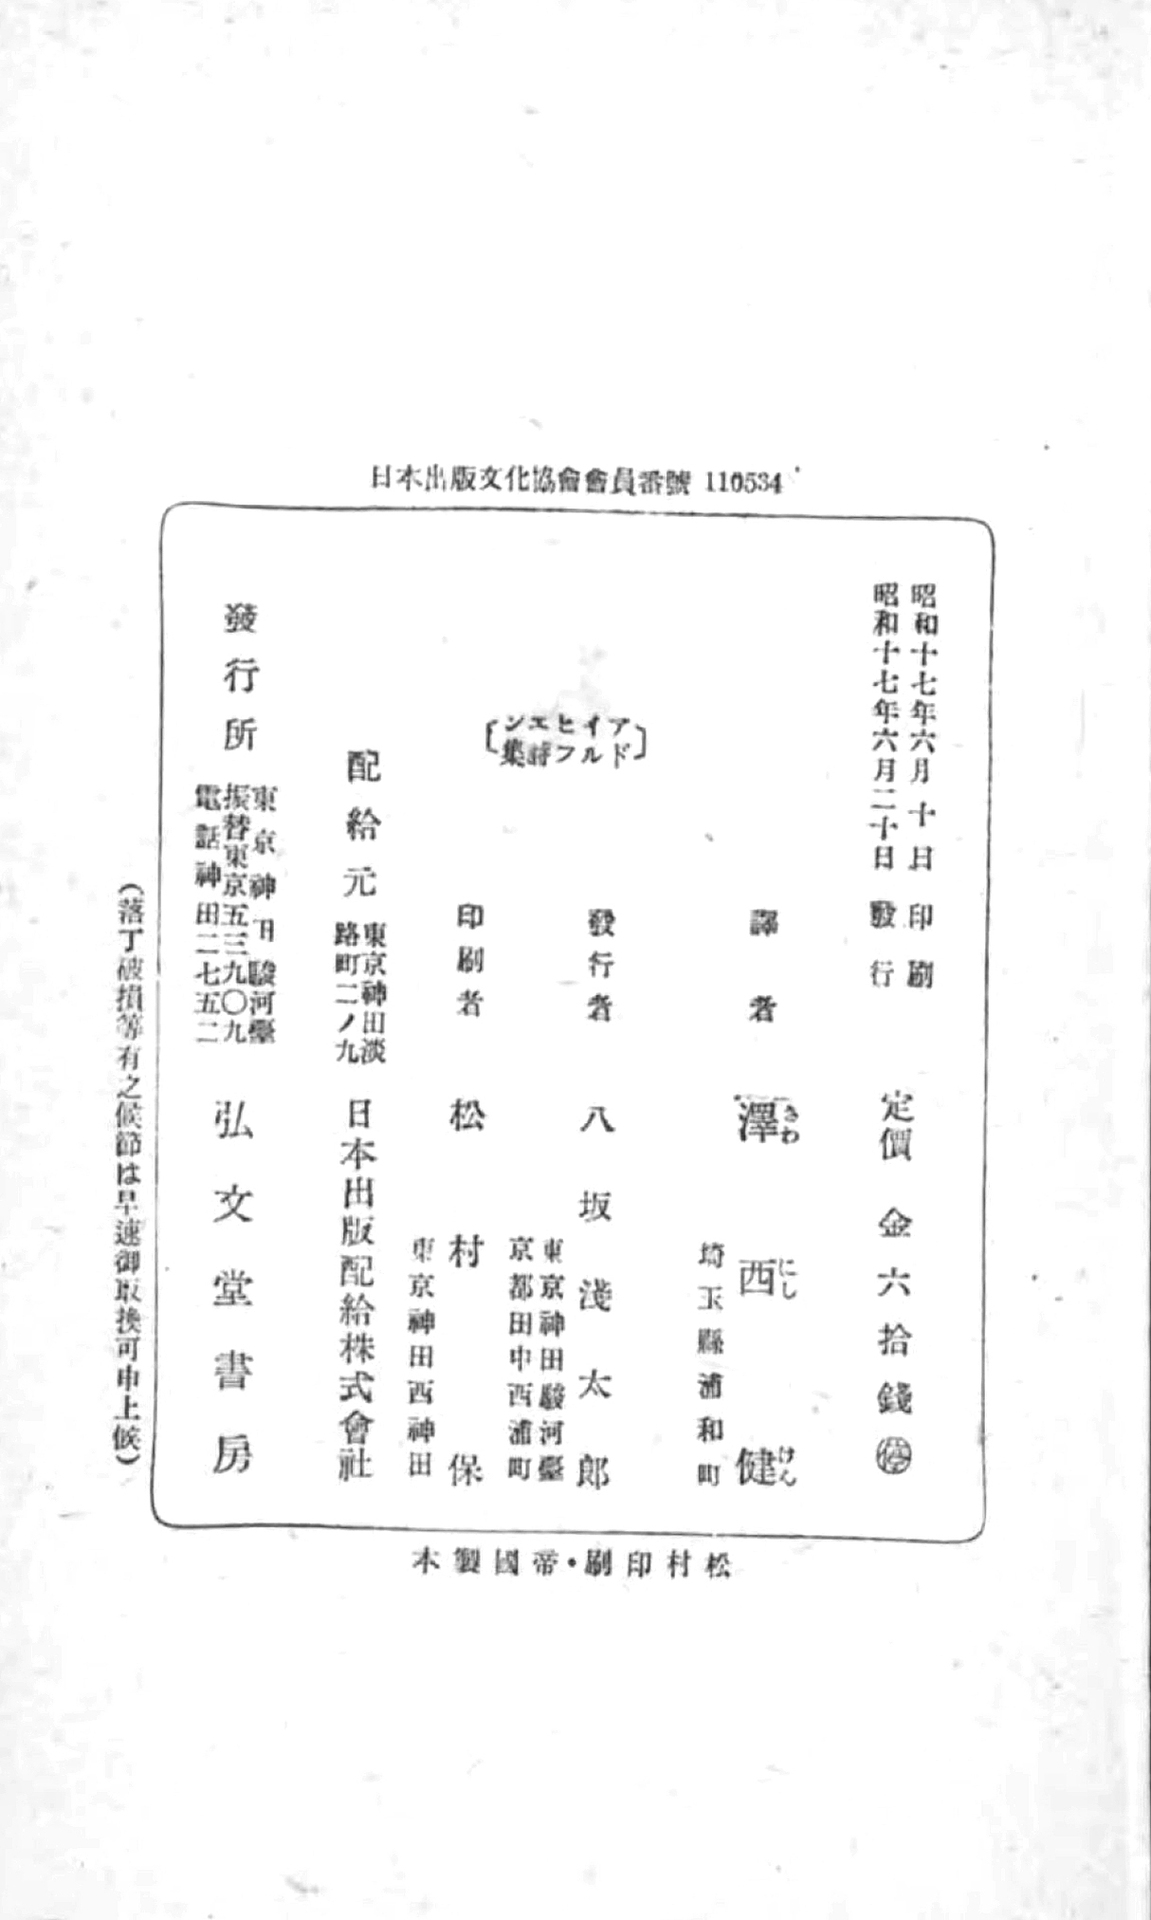 日本出版文化協會會員番號 110534
昭和十七年六月十日 印刷
昭和十七年六月二十日 發行
定價 金六拾錢 停
譯者 澤西健
さわ にし けん
埼玉縣浦和町
アイヒエン
ドルフ詩集
發行者 八坂淺太郎
東京神田駿河臺
京都田中西浦町
印刷者 松村保
東京神田西神田
配給元
東京神田淡
路町二ノ九
日本出版配給株式會社
發行所
東京神田駿河臺
振替東京五三九〇九
電話神田二七五二
弘文堂書房
(落丁破損等有之候節は早速御取換可申上候)
松村印刷・帝國製本